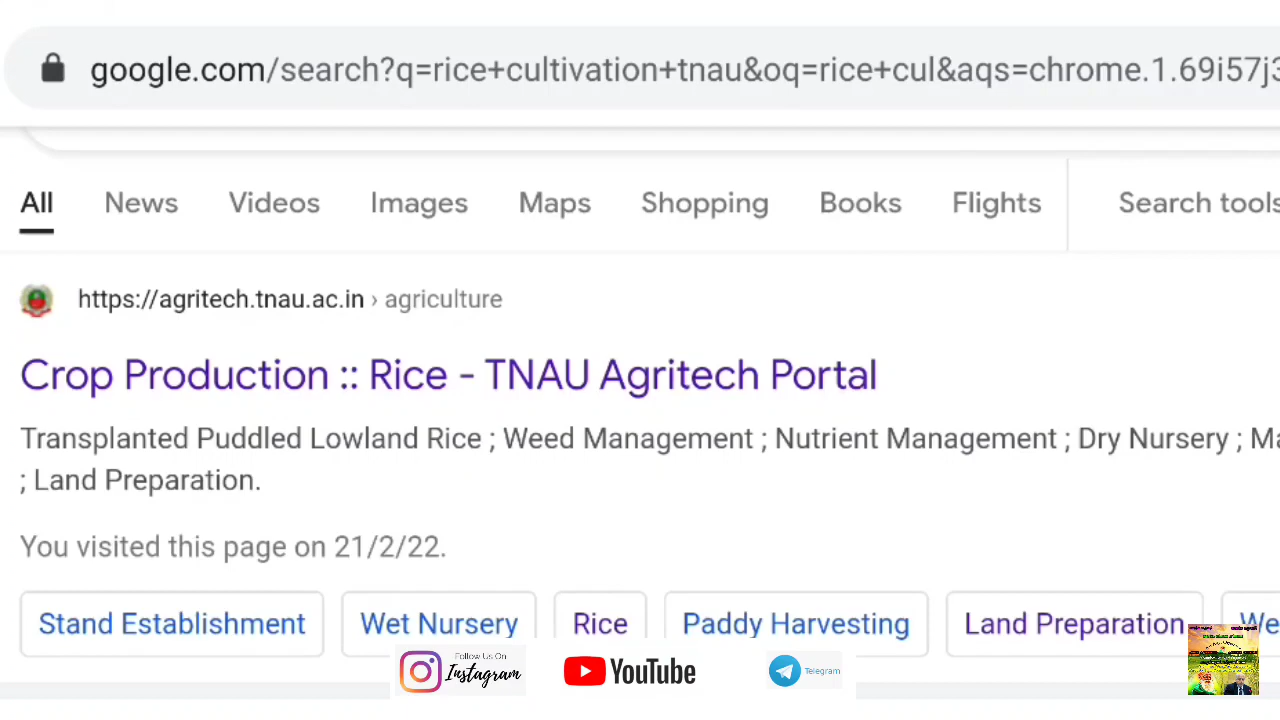 google.com/search?q=rice+cultivation+tnau&oq=rice+cul&aqs=chrome.1.69i57j3
All News Videos Images Maps Shopping Books Flights Search tools
https://agritech.tnau.ac.in › agriculture
Crop Production :: Rice - TNAU Agritech Portal
Transplanted Puddled Lowland Rice ; Weed Management ; Nutrient Management ; Dry Nursery ; Ma
; Land Preparation.
You visited this page on 21/2/22.
Stand Establishment Wet Nursery Rice Paddy Harvesting Land Preparation We
Follow Us On
Instagram YouTube Telegram